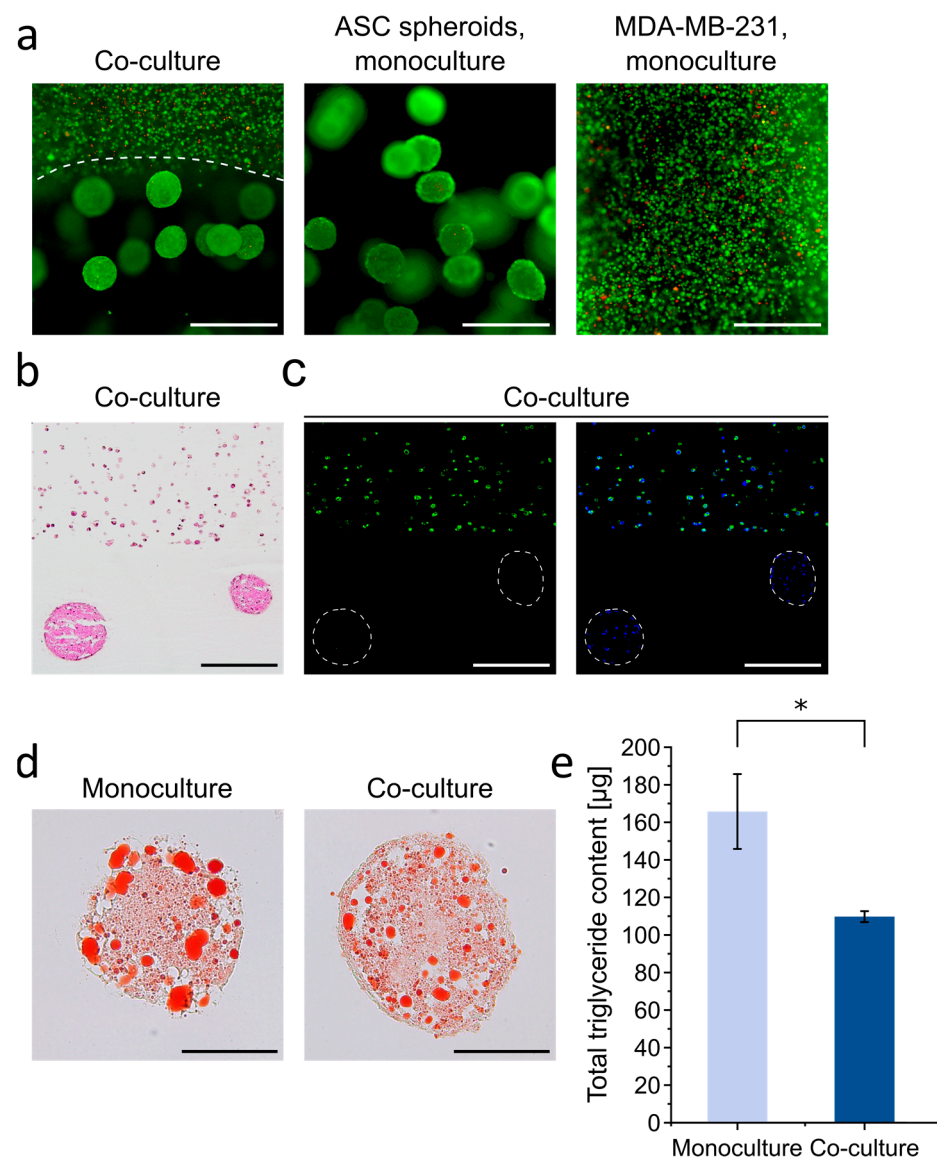 a
Co-culture
ASC spheroids,
monoculture
MDA-MB-231,
monoculture
b
Co-culture
c
Co-culture
d
Monoculture
Co-culture
e
*
Total triglyceride content [µg]
200
180
160
140
120
100
80
60
40
20
0
Monoculture Co-culture